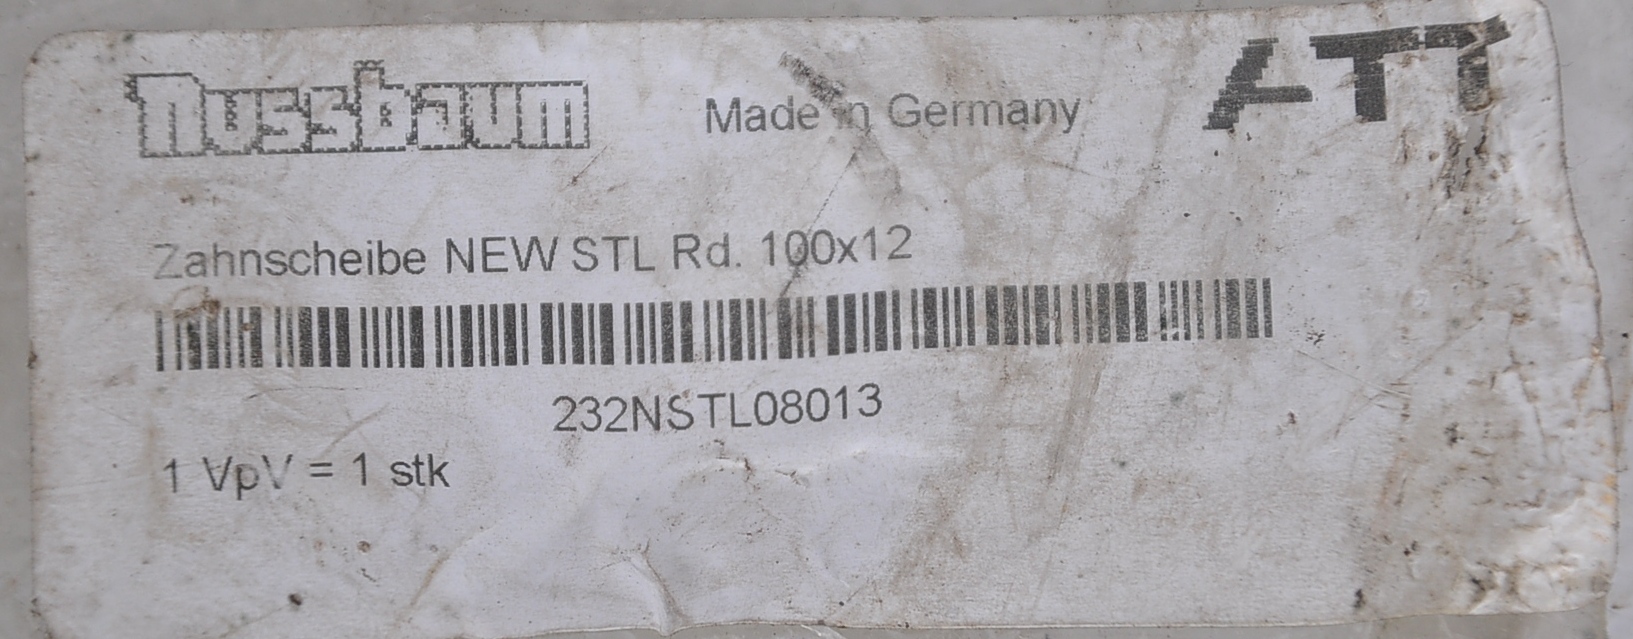 Nussbaum Made in Germany ATT
Zahnscheibe NEW STL Rd. 100x12
232NSTL08013
1 VpV = 1 stk